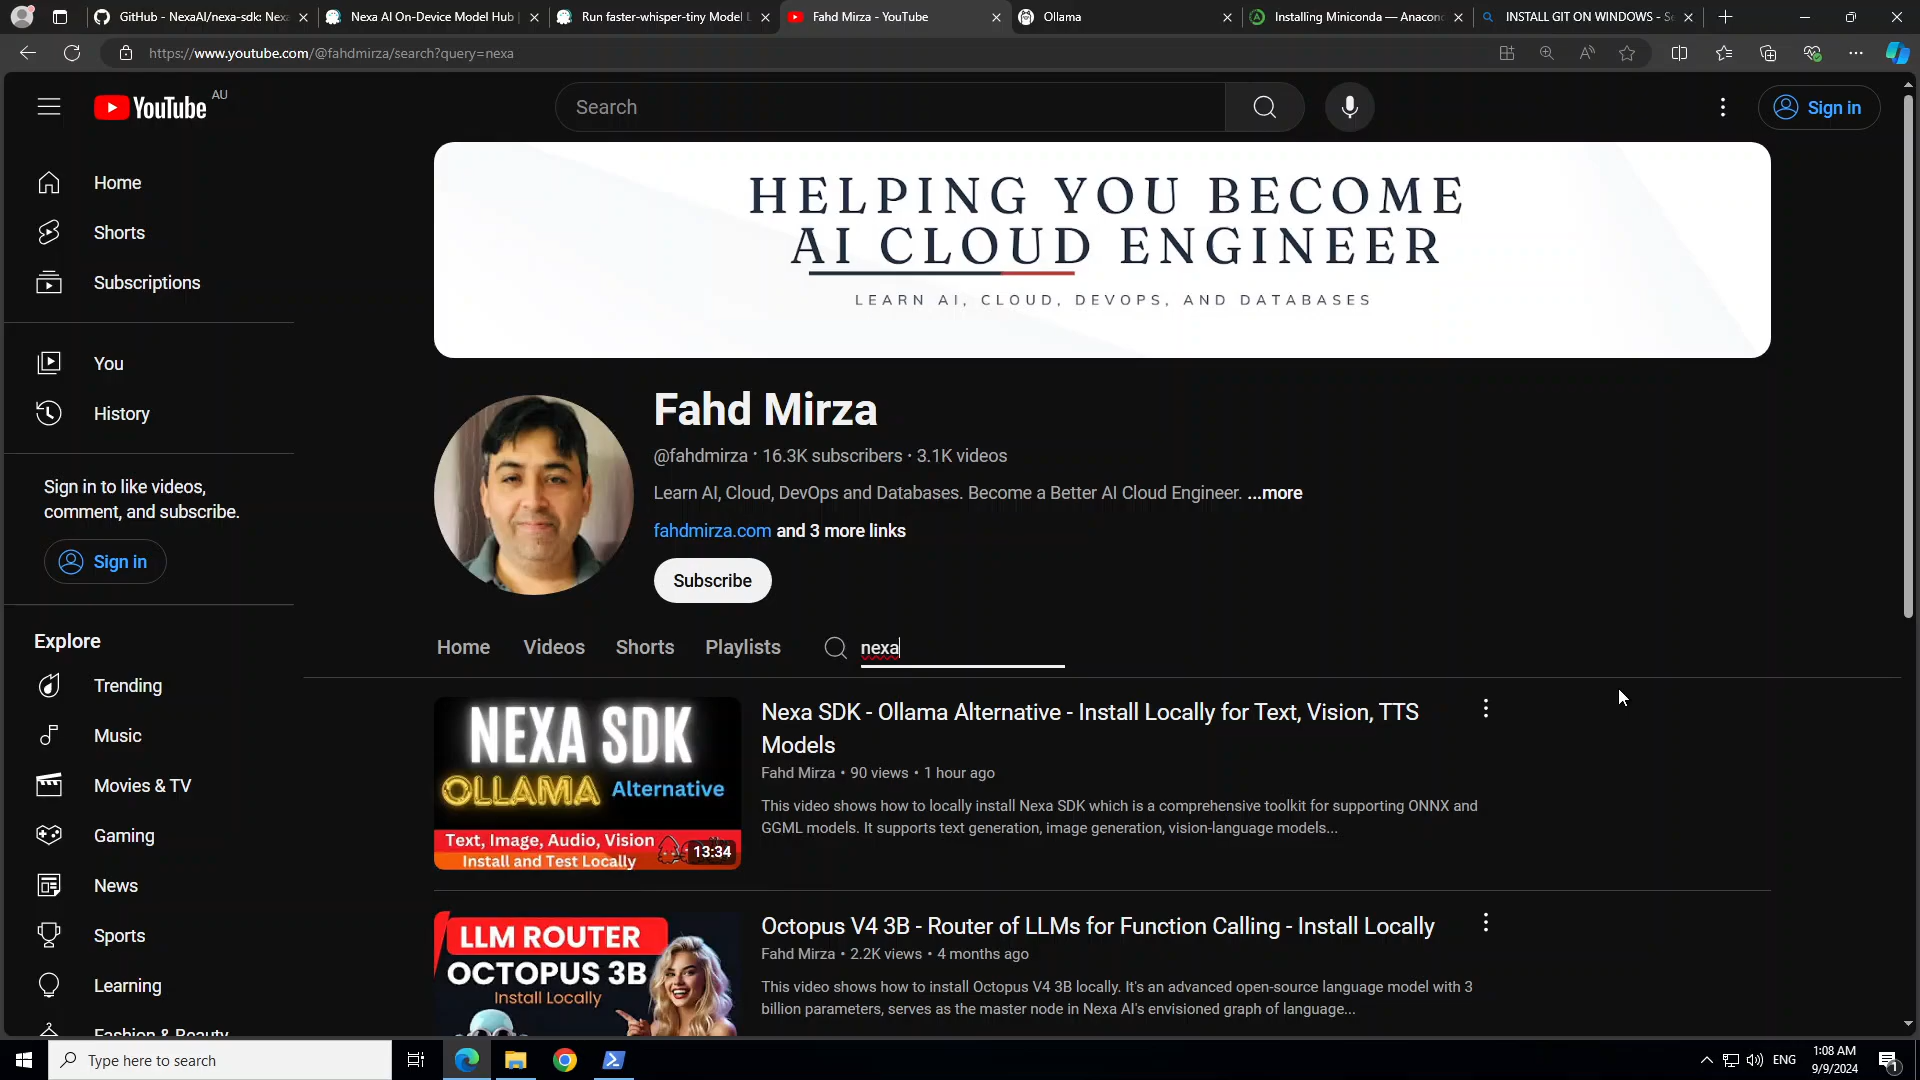 GitHub - NexaAI/nexa-sdk: Nexa
Nexa AI On-Device Model Hub
Run faster-whisper-tiny Model L
Fahd Mirza - YouTube
Ollama
Installing Miniconda — Anacon
INSTALL GIT ON WINDOWS - Se
https://www.youtube.com/@fahdmirza/search?query=nexa
YouTube
AU
Search
Sign in
Home
Shorts
Subscriptions
You
History
Sign in to like videos,
comment, and subscribe.
Sign in
Explore
Trending
Music
Movies & TV
Gaming
News
Sports
Learning
Fashion & Beauty
HELPING YOU BECOME
AI CLOUD ENGINEER
LEARN AI, CLOUD, DEVOPS, AND DATABASES
Fahd Mirza
@fahdmirza • 16.3K subscribers • 3.1K videos
Learn AI, Cloud, DevOps and Databases. Become a Better AI Cloud Engineer. ...more
fahdmirza.com and 3 more links
Subscribe
Home Videos Shorts Playlists nexa
NEXA SDK
OLLAMA Alternative
Text, Image, Audio, Vision
Install and Test Locally
13:34
Nexa SDK - Ollama Alternative - Install Locally for Text, Vision, TTS
Models
Fahd Mirza • 90 views • 1 hour ago
This video shows how to locally install Nexa SDK which is a comprehensive toolkit for supporting ONNX and
GGML models. It supports text generation, image generation, vision-language models...
LLM ROUTER
OCTOPUS 3B
Install Locally
Octopus V4 3B - Router of LLMs for Function Calling - Install Locally
Fahd Mirza • 2.2K views • 4 months ago
This video shows how to install Octopus V4 3B locally. It's an advanced open-source language model with 3
billion parameters, serves as the master node in Nexa AI's envisioned graph of language...
Type here to search
ENG
1:08 AM
9/9/2024
1